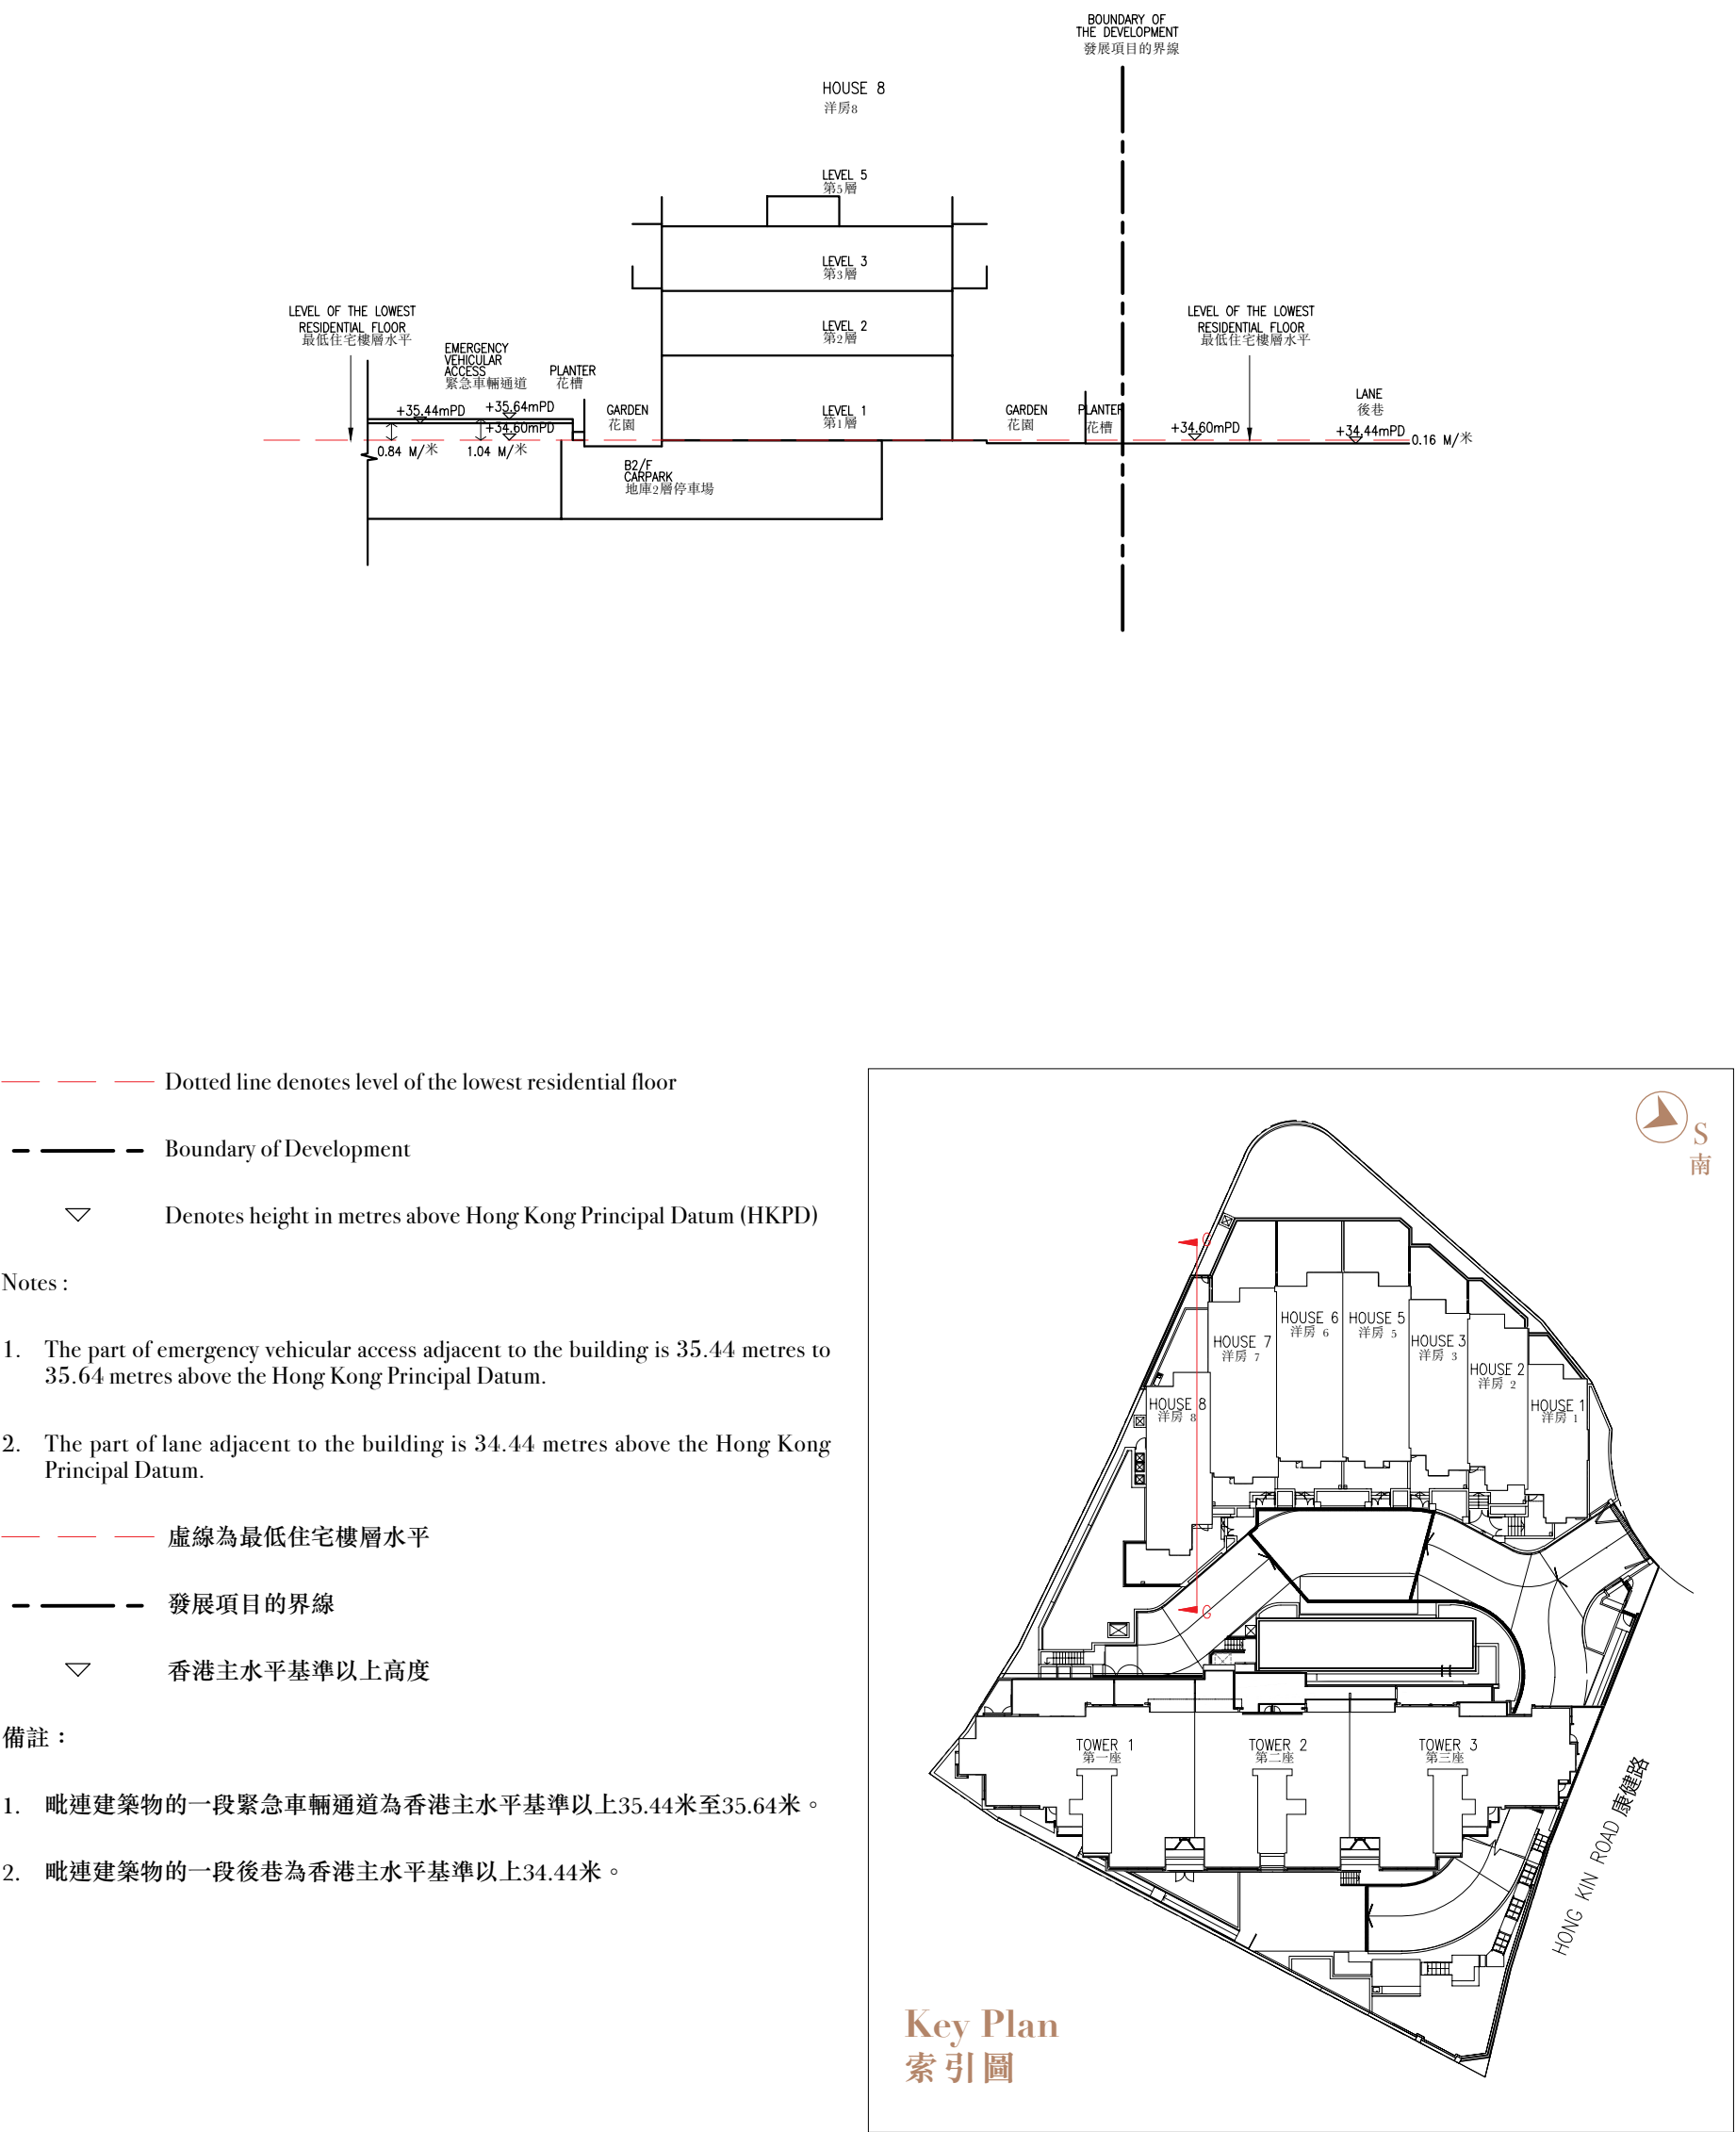 BOUNDARY OF
THE DEVELOPMENT
發展項目的界線
HOUSE 8
洋房8
LEVEL 5
第5層
LEVEL 3
第3層
LEVEL 2
第2層
LEVEL 1
第1層
LEVEL OF THE LOWEST
RESIDENTIAL FLOOR
最低住宅樓層水平
EMERGENCY
VEHICULAR
ACCESS
緊急車輛通道
PLANTER
花槽
GARDEN
花園
+35.44mPD
+35.64mPD
+34.60mPD
0.84 M/米
1.04 M/米
B2/F
CARPARK
地庫2層停車場
GARDEN
花園
PLANTER
花槽
LEVEL OF THE LOWEST
RESIDENTIAL FLOOR
最低住宅樓層水平
LANE
後巷
+34.60mPD
+34.44mPD
0.16 M/米
Dotted line denotes level of the lowest residential floor
Boundary of Development
Denotes height in metres above Hong Kong Principal Datum (HKPD)
Notes :
1. The part of emergency vehicular access adjacent to the building is 35.44 metres to
35.64 metres above the Hong Kong Principal Datum.
2. The part of lane adjacent to the building is 34.44 metres above the Hong Kong
Principal Datum.
虛線為最低住宅樓層水平
發展項目的界線
香港主水平基準以上高度
備註：
1. 毗連建築物的一段緊急車輛通道為香港主水平基準以上35.44米至35.64米。
2. 毗連建築物的一段後巷為香港主水平基準以上34.44米。
S
南
G
HOUSE 6
洋房 6
HOUSE 5
洋房 5
HOUSE 7
洋房 7
HOUSE 3
洋房 3
HOUSE 2
洋房 2
HOUSE 8
洋房 8
HOUSE 1
洋房 1
G
TOWER 1
第一座
TOWER 2
第二座
TOWER 3
第三座
HONG KIN ROAD 康健路
Key Plan
索引圖